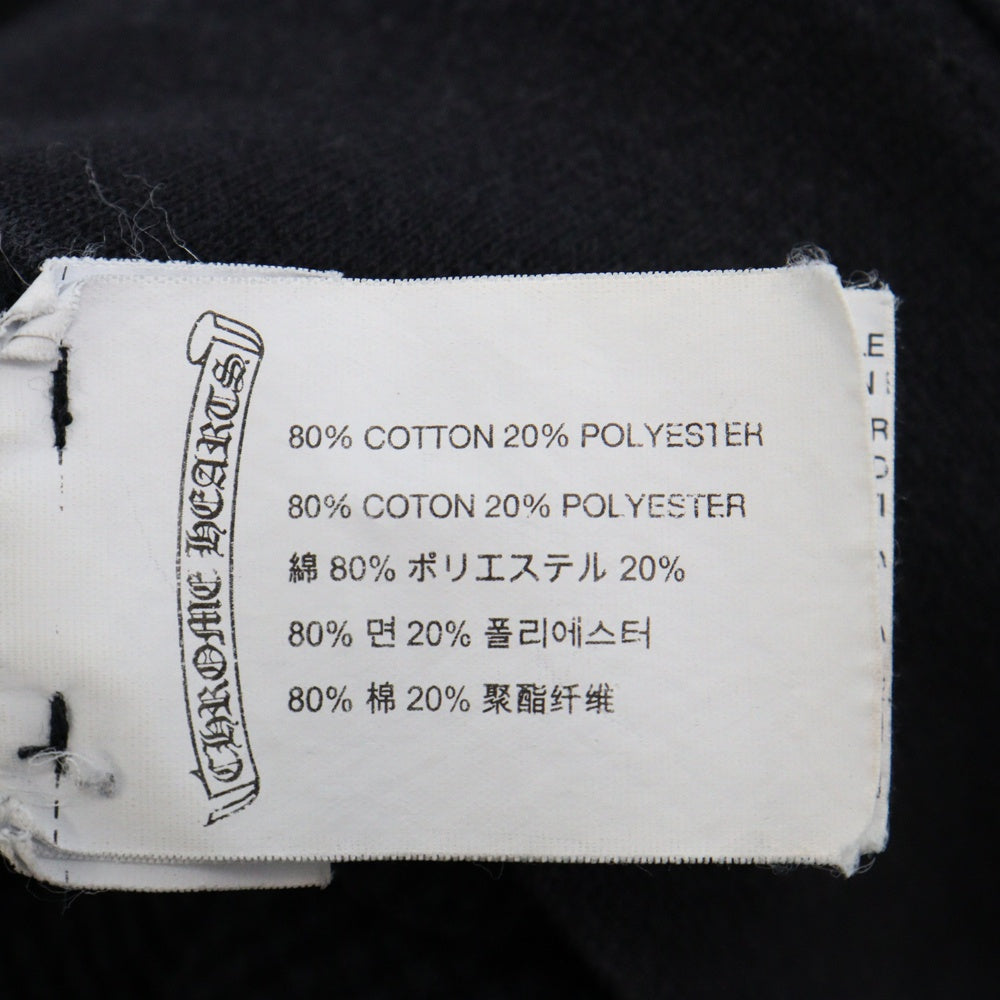 CHROME HEARTS
80% COTTON 20% POLYESTER
80% COTON 20% POLYESTER
綿 80% ポリエステル 20%
80% 면 20% 폴리에스터
80% 棉 20% 聚酯纤维